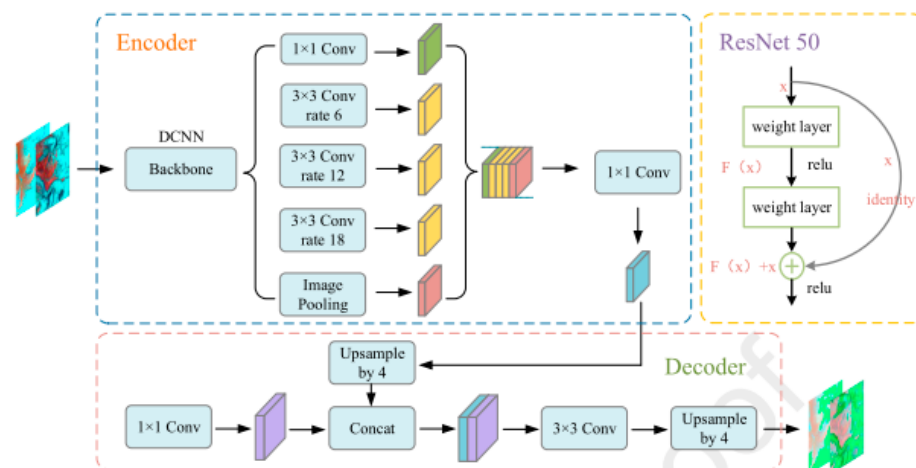 Encoder
1×1 Conv
3×3 Conv
rate 6
DCNN
Backbone
3×3 Conv
rate 12
3×3 Conv
rate 18
Image
Pooling
1×1 Conv
ResNet 50
x
weight layer
F (x)
relu
x
weight layer
identity
F (x) +x
+
relu
Decoder
Upsample
by 4
1×1 Conv
Concat
3×3 Conv
Upsample
by 4